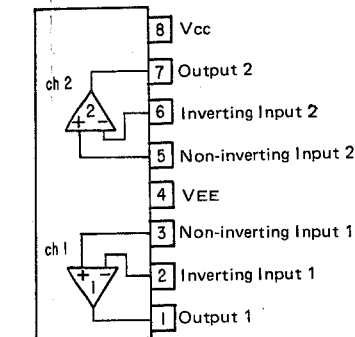 8 Vcc
7 Output 2
ch 2
2
6 Inverting Input 2
+ −
5 Non-inverting Input 2
4 VEE
3 Non-inverting Input 1
ch 1
+ −
2 Inverting Input 1
1
1 Output 1